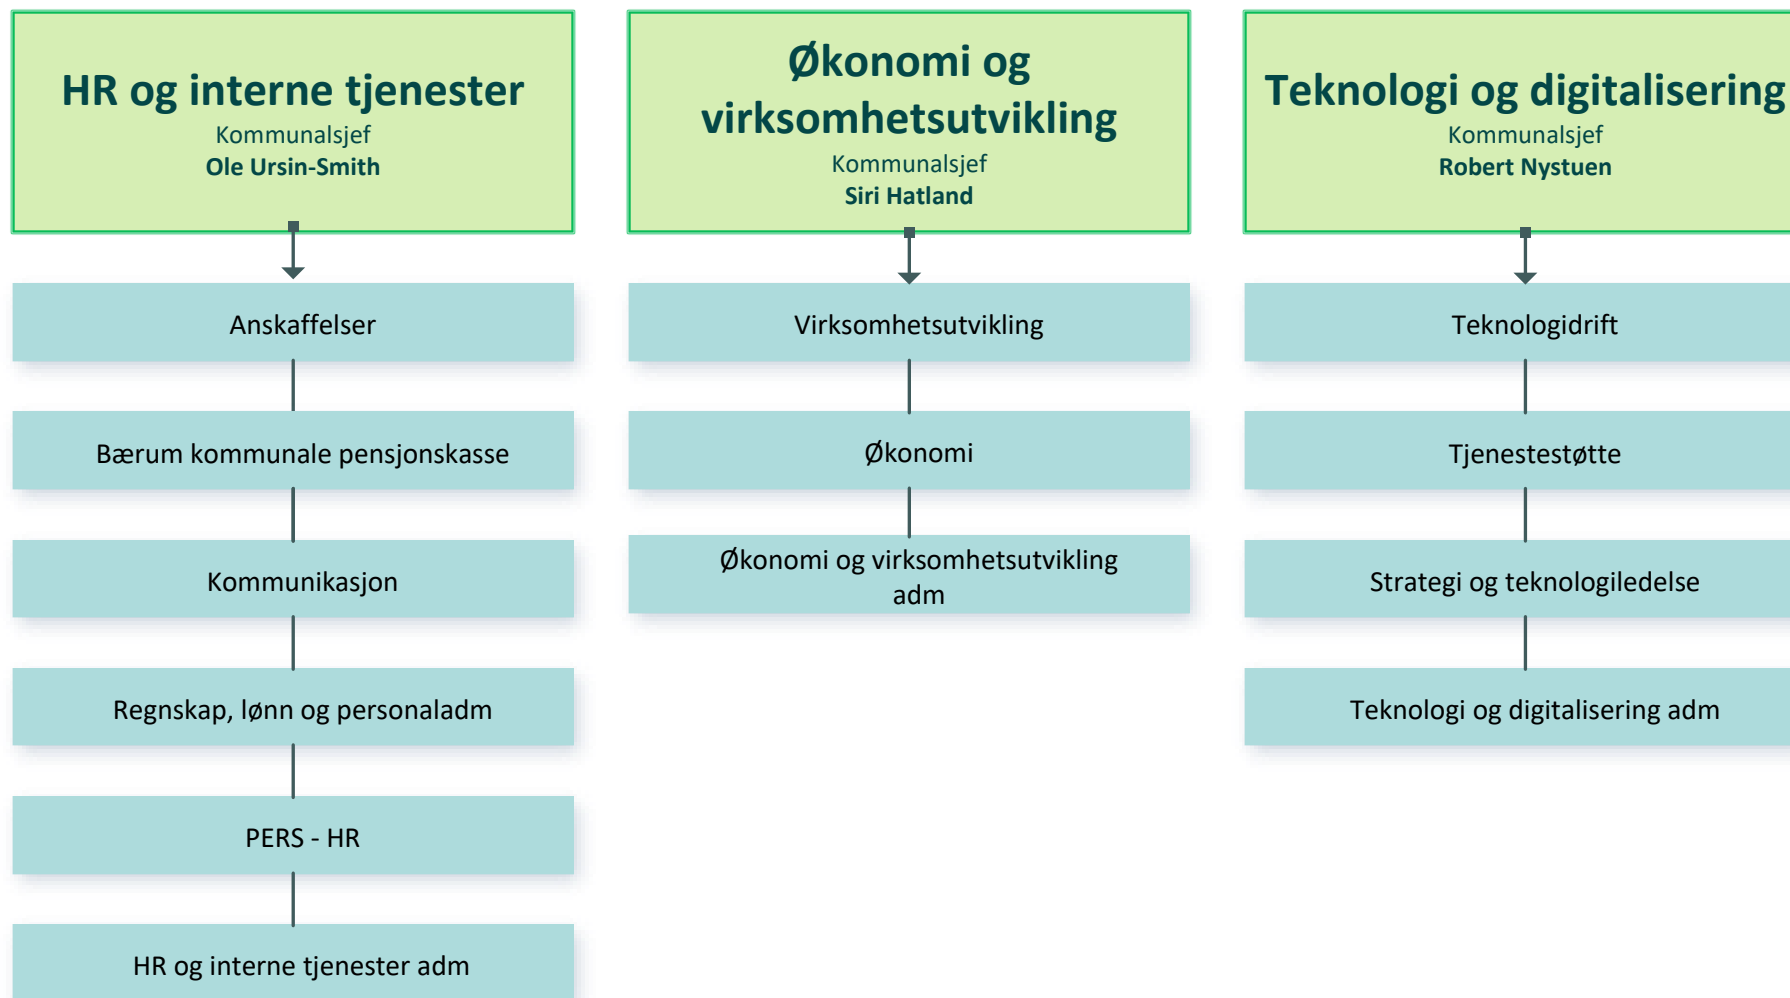 HR og interne tjenester
Kommunalsjef
Ole Ursin-Smith
Anskaffelser
Bærum kommunale pensjonskasse
Kommunikasjon
Regnskap, lønn og personaladm
PERS - HR
HR og interne tjenester adm
Økonomi og
virksomhetsutvikling
Kommunalsjef
Siri Hatland
Virksomhetsutvikling
Økonomi
Økonomi og virksomhetsutvikling
adm
Teknologi og digitalisering
Kommunalsjef
Robert Nystuen
Teknologidrift
Tjenestestøtte
Strategi og teknologiledelse
Teknologi og digitalisering adm